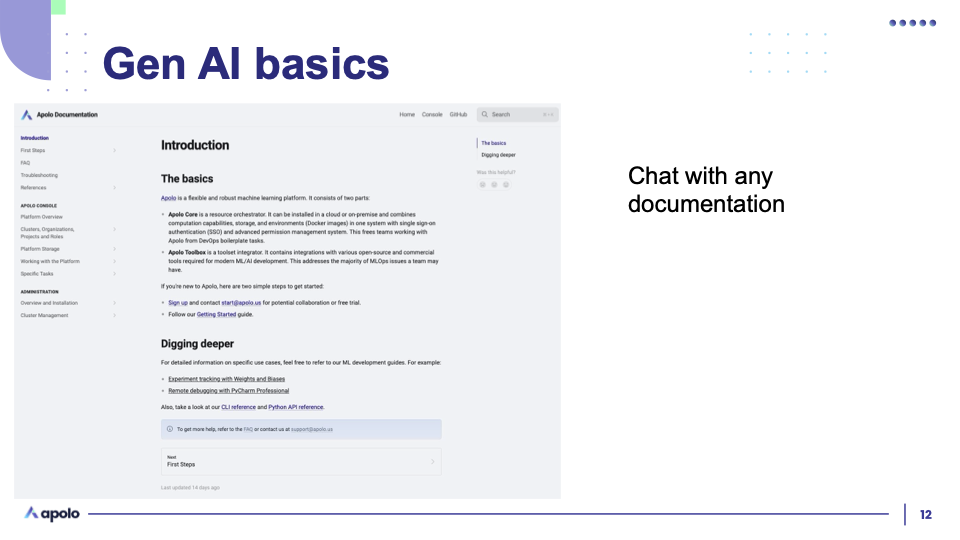 Gen AI basics
Apolo Documentation
Home
Console
GitHub
Search
Introduction
First Steps
FAQ
Troubleshooting
References
APOLO CONSOLE
Platform Overview
Clusters, Organizations,
Projects and Roles
Platform Storage
Working with the Platform
Specific Tasks
ADMINISTRATION
Overview and Installation
Cluster Management
Introduction
The basics
Apolo is a flexible and robust machine learning platform. It consists of two parts:
• Apolo Core is a resource orchestrator. It can be installed in a cloud or on-premise and combines
computation capabilities, storage, and environments (Docker images) in one system with single sign-on
authentication (SSO) and advanced permission management system. This frees teams working with
Apolo from DevOps boilerplate tasks.
• Apolo Toolbox is a toolset integrator. It contains integrations with various open-source and commercial
tools required for modern ML/AI development. This addresses the majority of MLOps issues a team may
have.
If you're new to Apolo, here are two simple steps to get started:
• Sign up and contact start@apolo.us for potential collaboration or free trial.
• Follow our Getting Started guide.
Digging deeper
For detailed information on specific use cases, feel free to refer to our ML development guides. For example:
• Experiment tracking with Weights and Biases
• Remote debugging with PyCharm Professional
Also, take a look at our CLI reference and Python API reference.
To get more help, refer to the FAQ or contact us at support@apolo.us
Next
First Steps
Last updated 14 days ago
The basics
Digging deeper
Was this helpful?
Chat with any
documentation
apolo
12